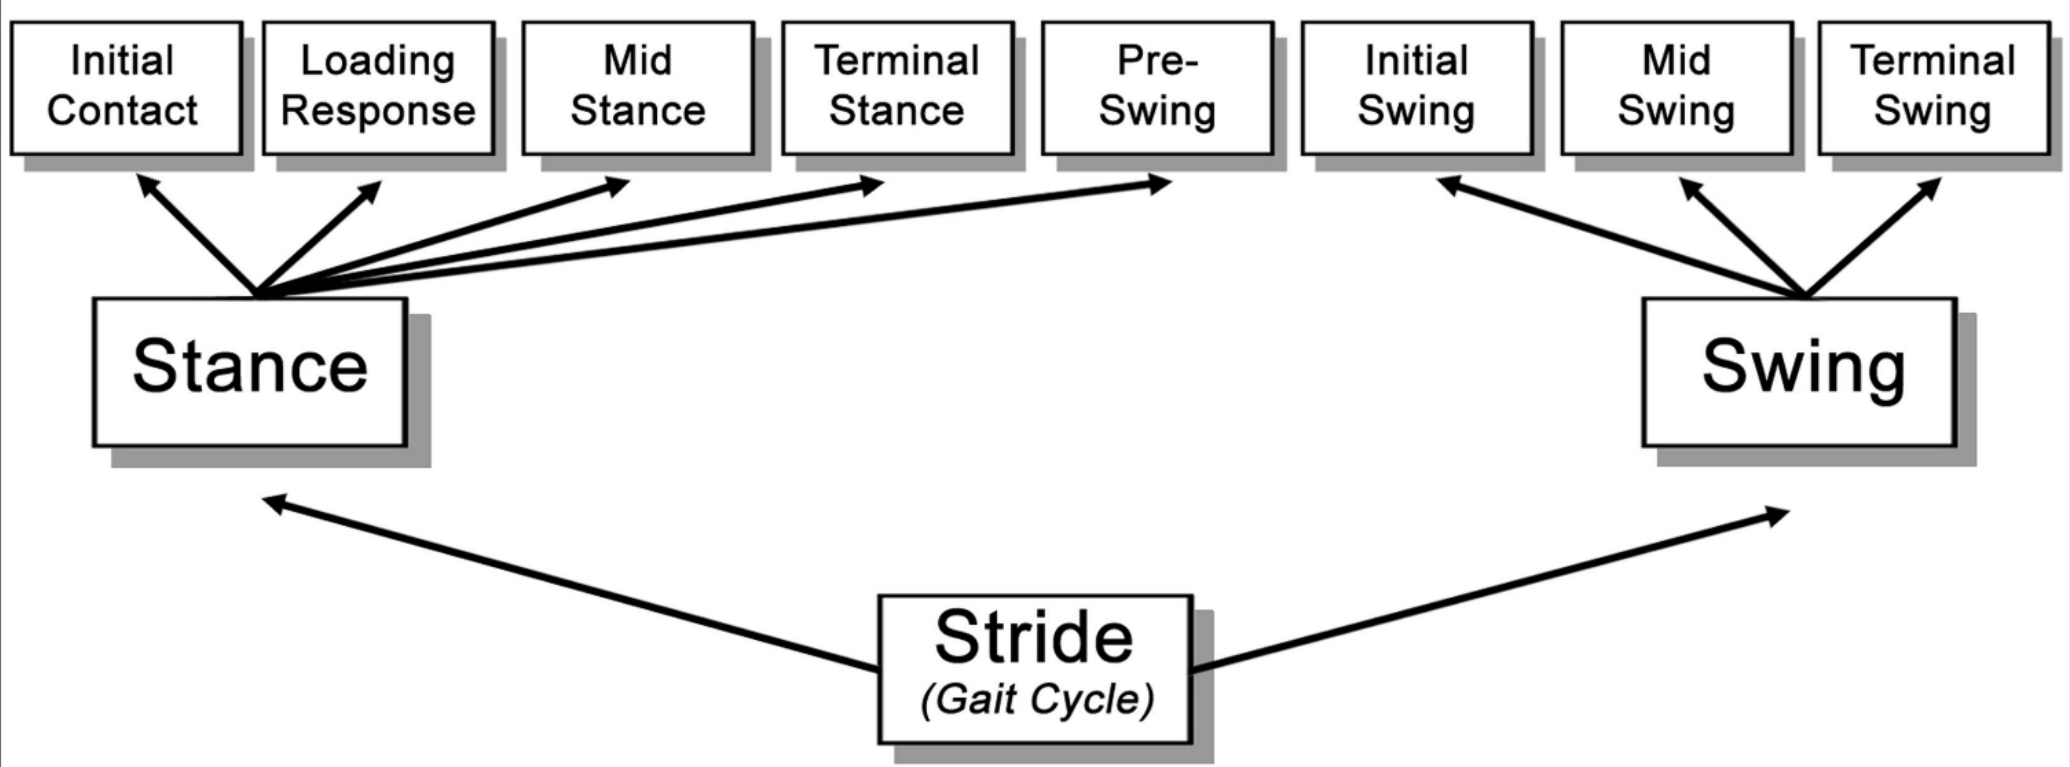 Initial
Contact
Loading
Response
Mid
Stance
Terminal
Stance
Pre-
Swing
Initial
Swing
Mid
Swing
Terminal
Swing
Stance
Swing
Stride
(Gait Cycle)